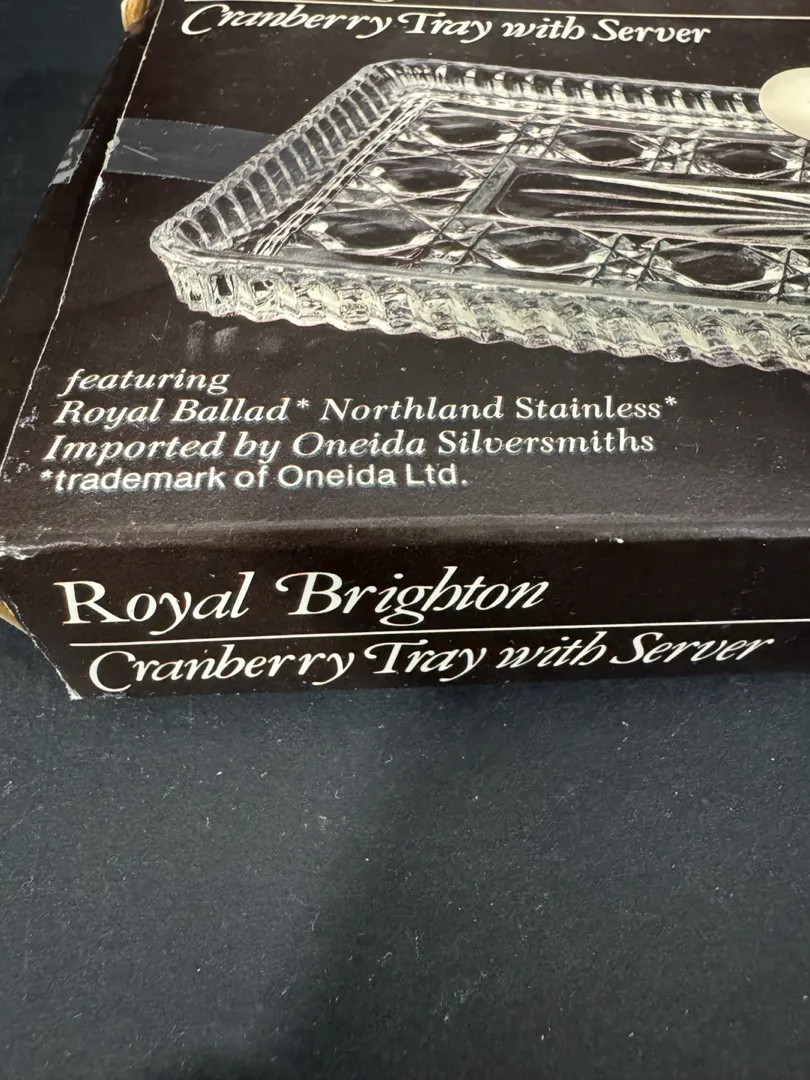 Cranberry Tray with Server
featuring
Royal Ballad* Northland Stainless*
Imported by Oneida Silversmiths
*trademark of Oneida Ltd.
Royal Brighton
Cranberry Tray with Server